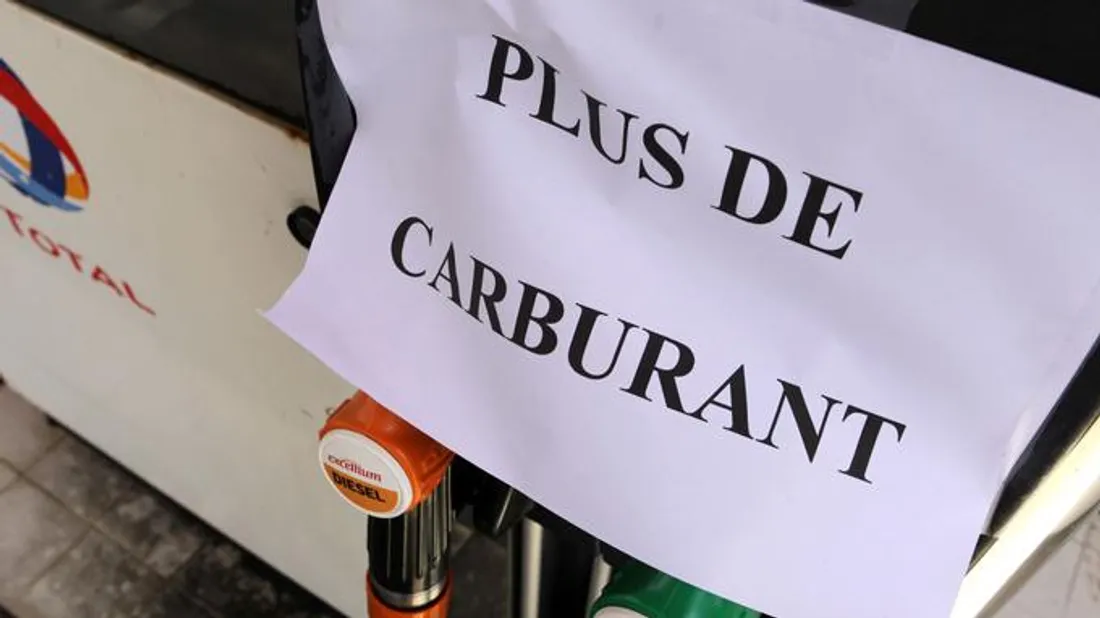 PLUS DE
CARBURANT
TOTAL
excellium
DIESEL